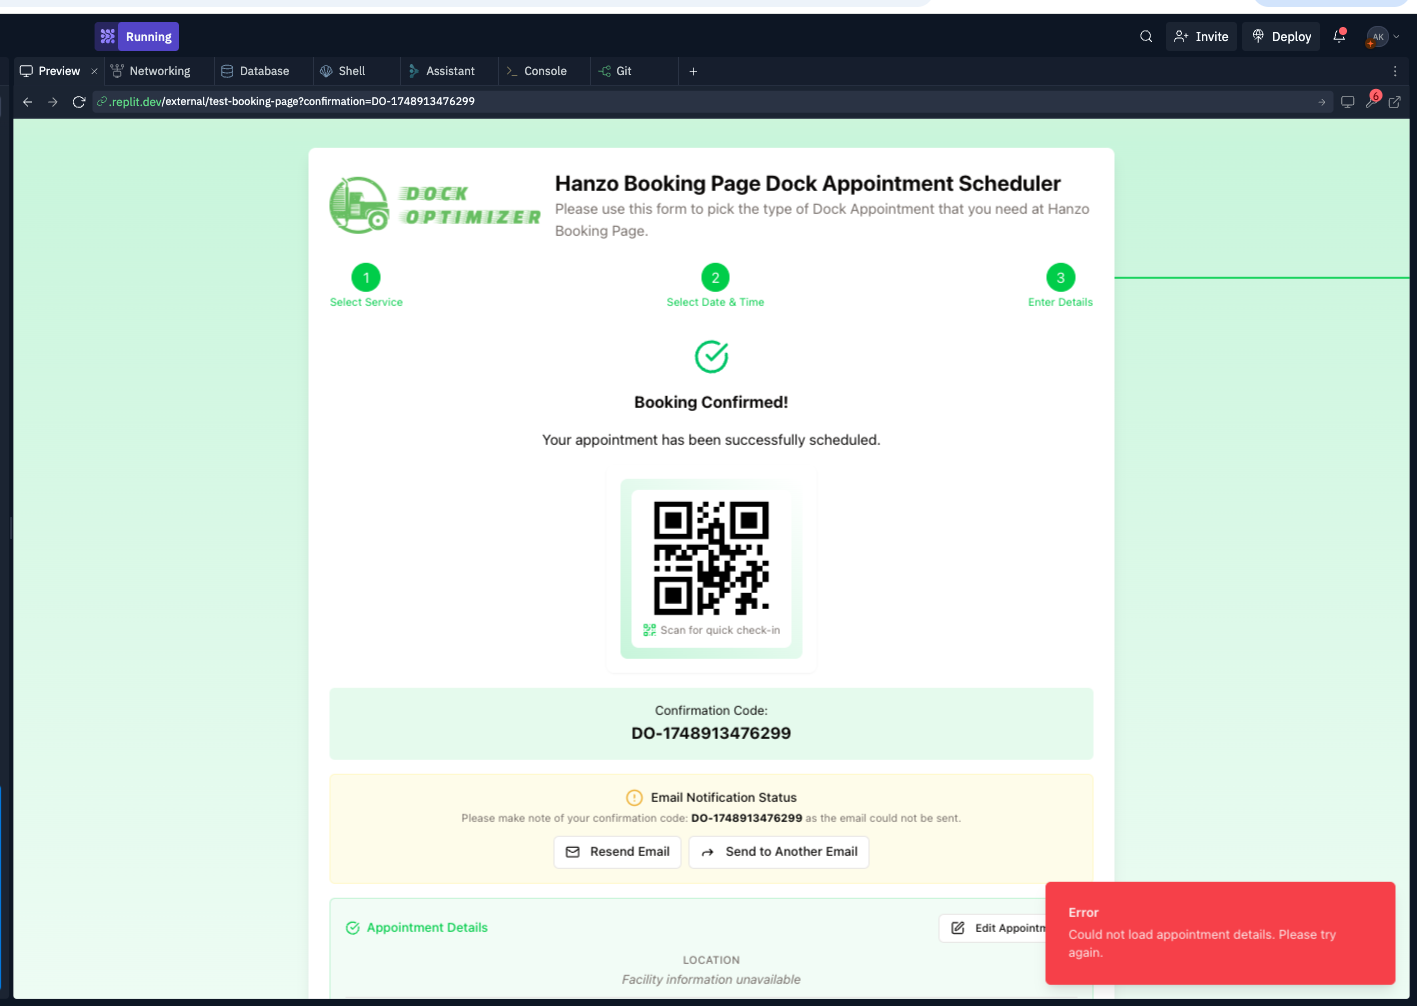 Running
Invite
Deploy
AK
Preview
Networking
Database
Shell
Assistant
Console
Git
.replit.dev/external/test-booking-page?confirmation=DO-1748913476299
6
DOCK
OPTIMIZER
Hanzo Booking Page Dock Appointment Scheduler
Please use this form to pick the type of Dock Appointment that you need at Hanzo
Booking Page.
1
2
3
Select Service
Select Date & Time
Enter Details
Booking Confirmed!
Your appointment has been successfully scheduled.
Scan for quick check-in
Confirmation Code:
DO-1748913476299
Email Notification Status
Please make note of your confirmation code: DO-1748913476299 as the email could not be sent.
Resend Email
Send to Another Email
Appointment Details
Edit Appointm
LOCATION
Facility information unavailable
Error
Could not load appointment details. Please try
again.